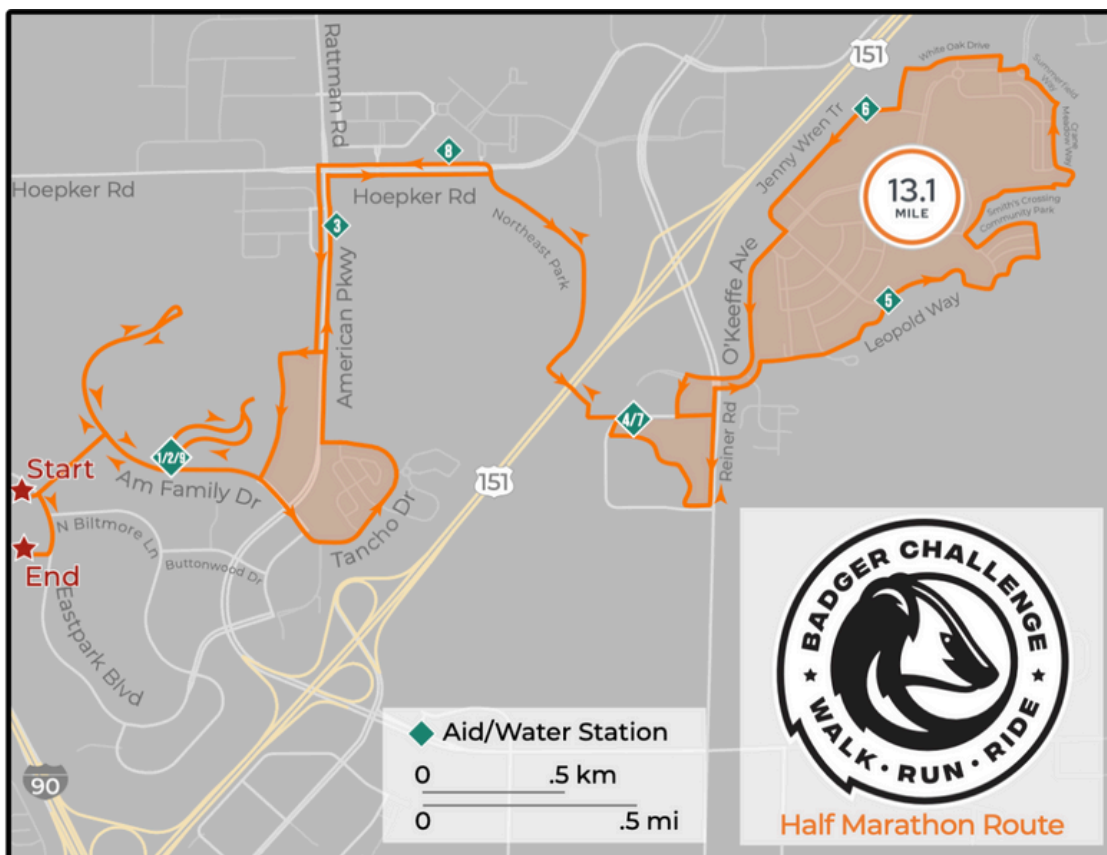 151
White Oak Drive
Summerfield
Way
Rattman Rd
6
Jenny Wren Tr
Crane
Meadow Way
8
Hoepker Rd
Hoepker Rd
13.1
MILE
Smith's Crossing
Community Park
3
Northeast Park
American Pkwy
O'Keeffe Ave
5
Leopold Way
4/7
Reiner Rd
1/2/9
Start
Am Family Dr
151
N Biltmore Ln
Tancho Dr
End
Buttonwood Dr
Eastpark Blvd
90
Aid/Water Station
0 .5 km
0 .5 mi
BADGER CHALLENGE
WALK • RUN • RIDE
Half Marathon Route